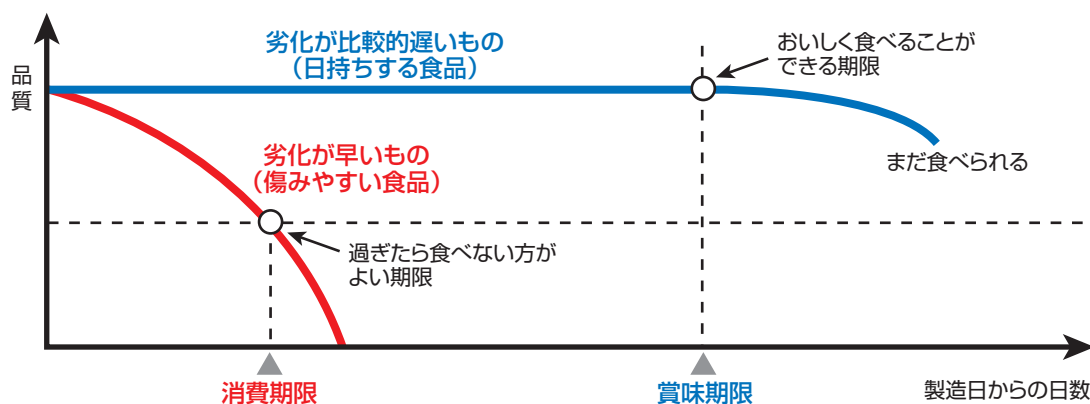 品質
劣化が比較的遅いもの
（日持ちする食品）
おいしく食べることが
できる期限
まだ食べられる
劣化が早いもの
（傷みやすい食品）
過ぎたら食べない方が
よい期限
消費期限
賞味期限
製造日からの日数